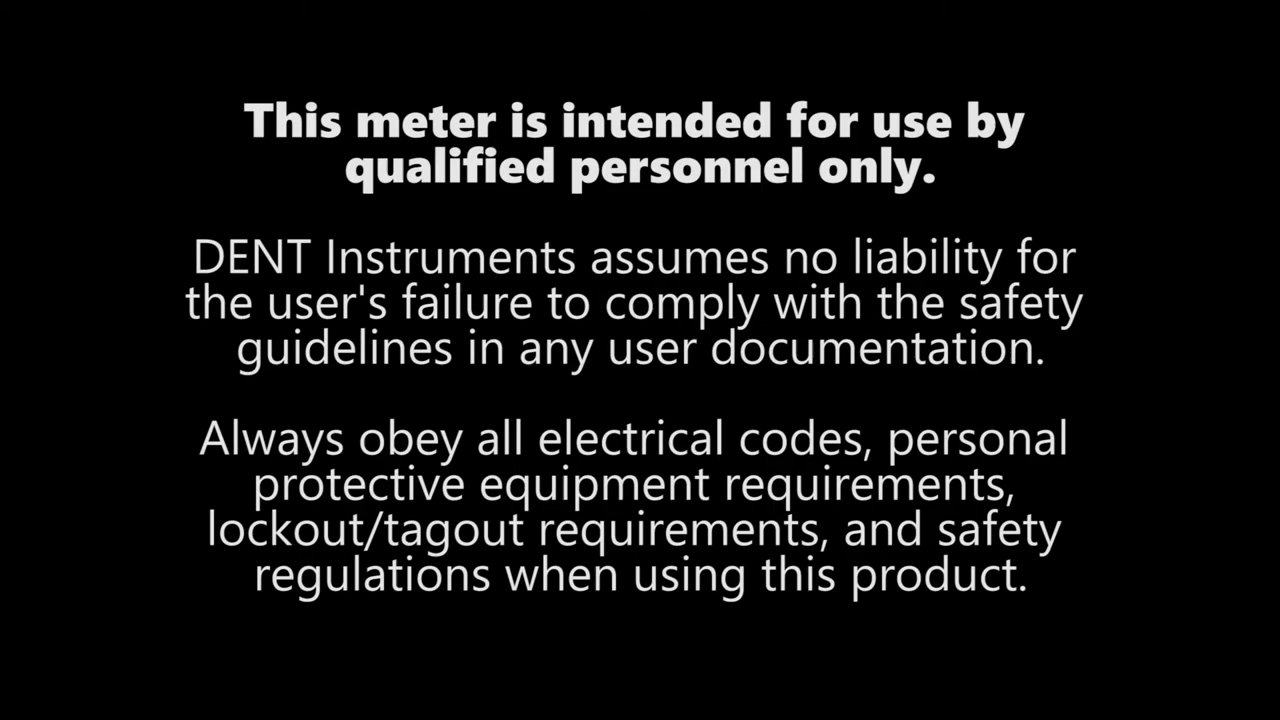 This meter is intended for use by
qualified personnel only.
DENT Instruments assumes no liability for
the user's failure to comply with the safety
guidelines in any user documentation.
Always obey all electrical codes, personal
protective equipment requirements,
lockout/tagout requirements, and safety
regulations when using this product.